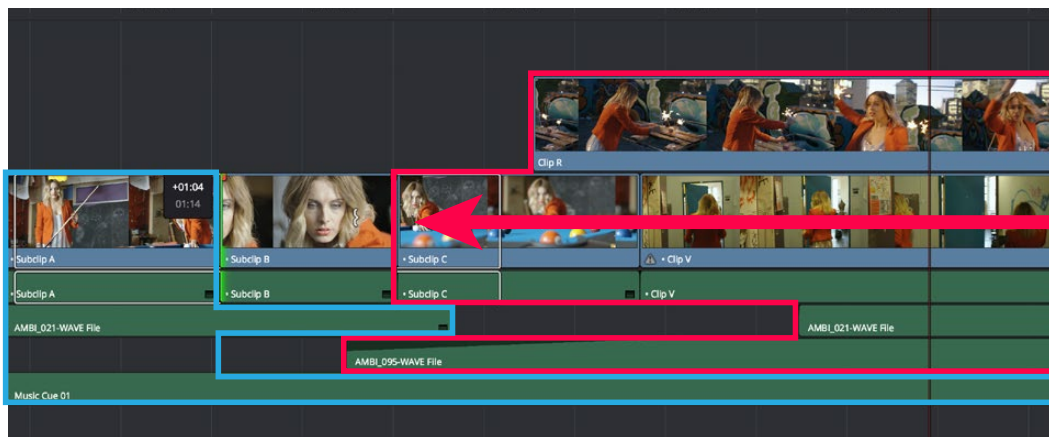 Clip R
+01:04
01:14
• Subclip A
• Subclip B
• Subclip C
• Clip V
• Subclip A
• Subclip B
• Subclip C
• Clip V
AMBI_021-WAVE File
AMBI_021-WAVE File
AMBI_095-WAVE File
Music Cue 01